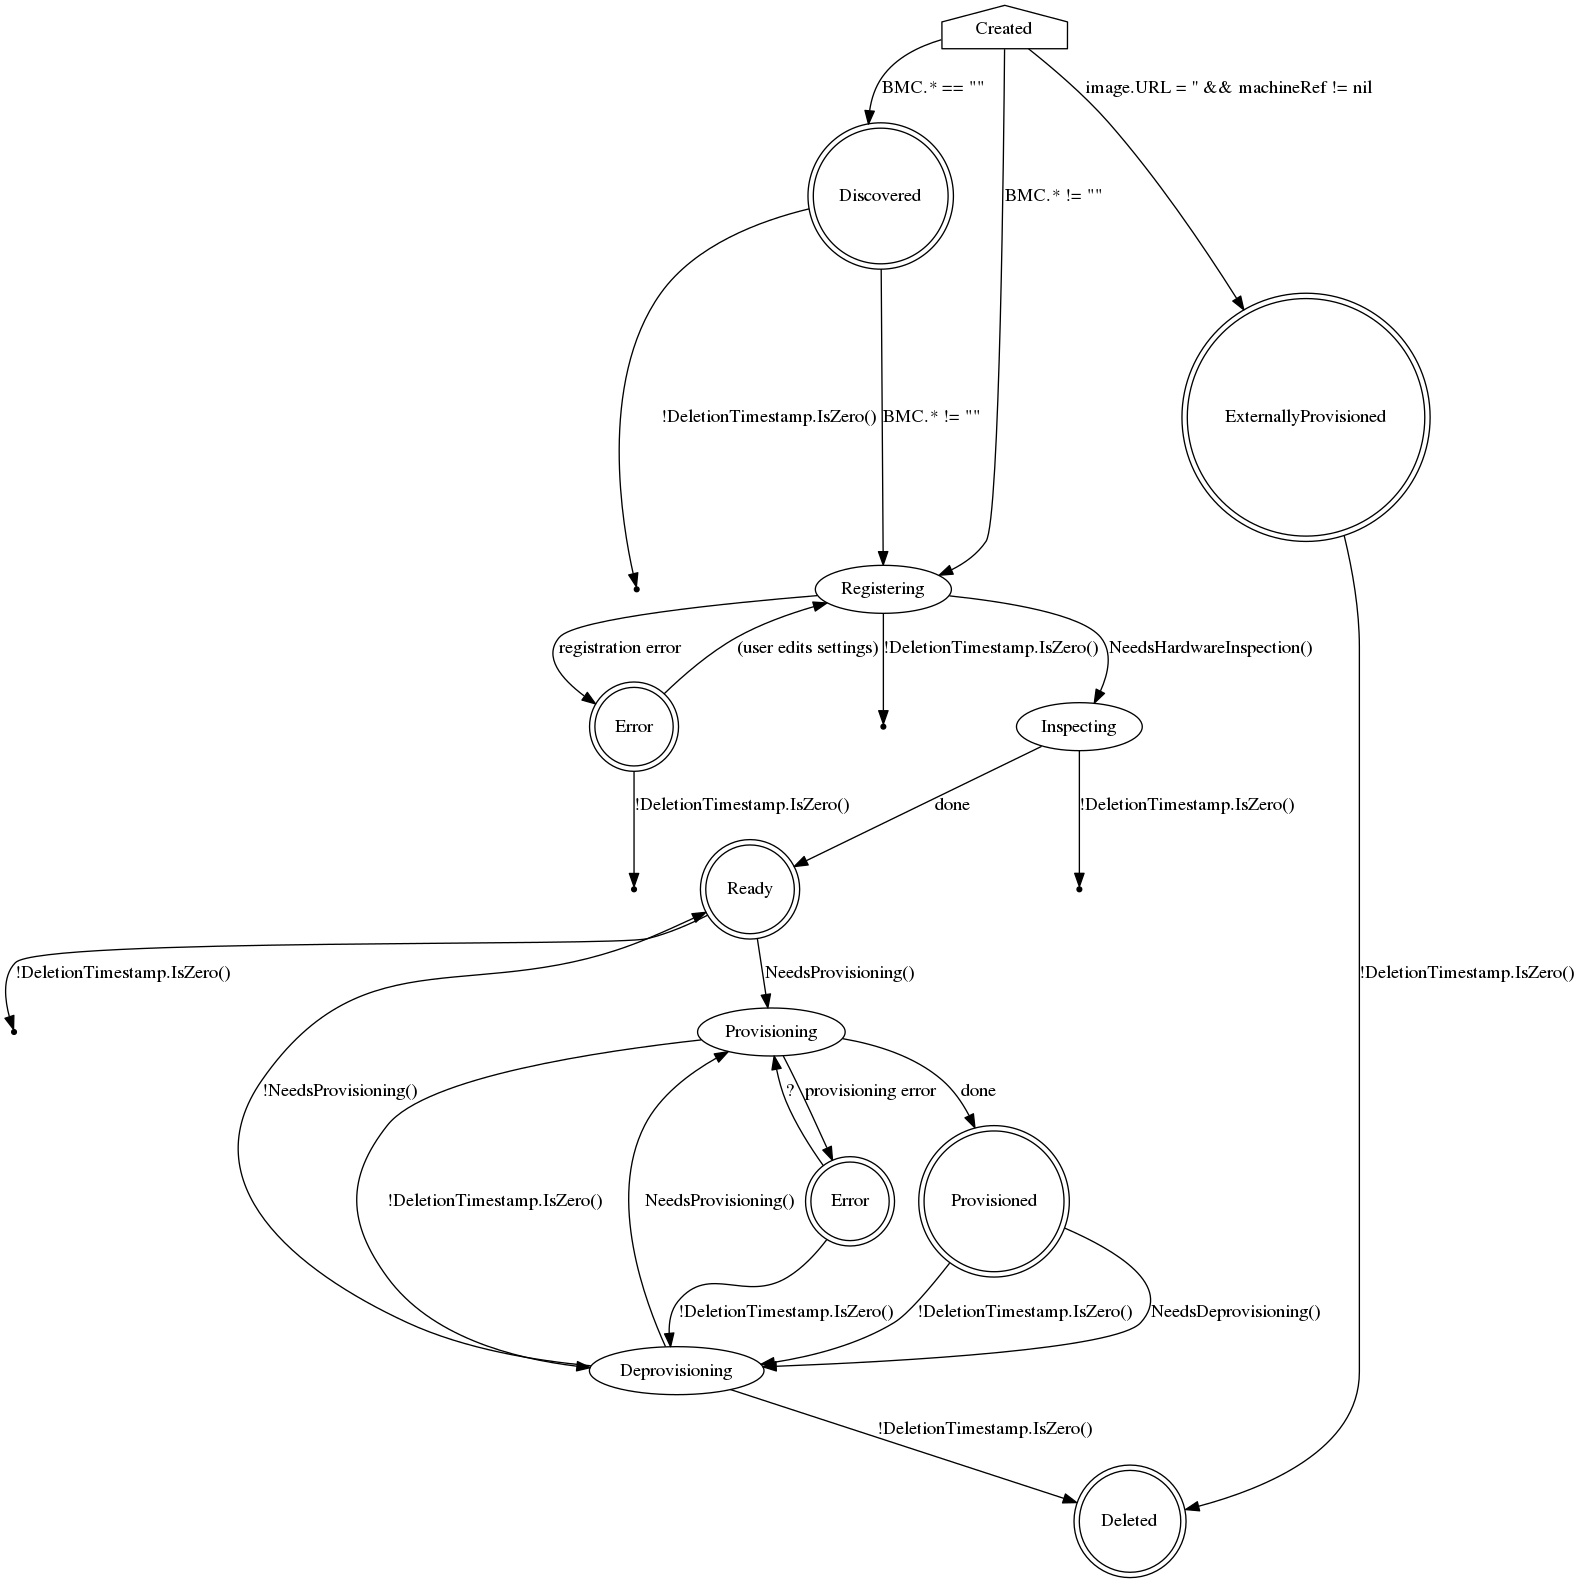 Created
BMC.* == ""
image.URL = '' && machineRef != nil
Discovered
BMC.* != ""
!DeletionTimestamp.IsZero()
BMC.* != ""
ExternallyProvisioned
Registering
registration error
(user edits settings)
!DeletionTimestamp.IsZero()
NeedsHardwareInspection()
Error
Inspecting
!DeletionTimestamp.IsZero()
done
!DeletionTimestamp.IsZero()
Ready
!DeletionTimestamp.IsZero()
NeedsProvisioning()
!DeletionTimestamp.IsZero()
Provisioning
!NeedsProvisioning()
?
provisioning error
done
!DeletionTimestamp.IsZero()
NeedsProvisioning()
Error
Provisioned
!DeletionTimestamp.IsZero()
!DeletionTimestamp.IsZero()
NeedsDeprovisioning()
Deprovisioning
!DeletionTimestamp.IsZero()
Deleted